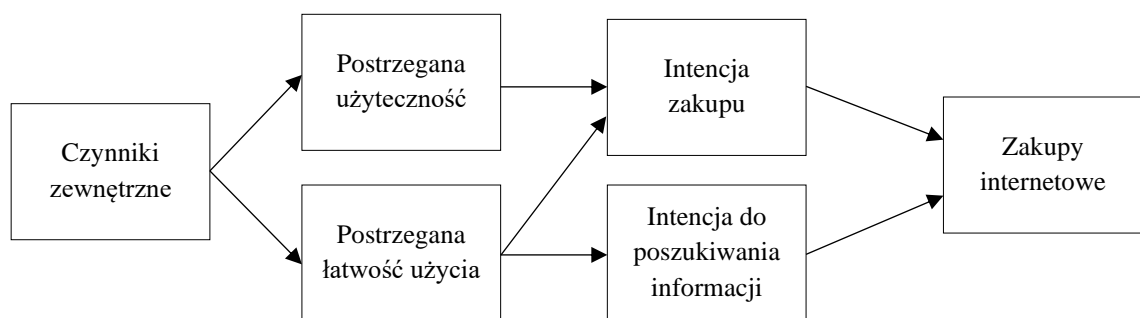 Czynniki
zewnętrzne
Postrzegana
użyteczność
Postrzegana
łatwość użycia
Intencja
zakupu
Intencja do
poszukiwania
informacji
Zakupy
internetowe